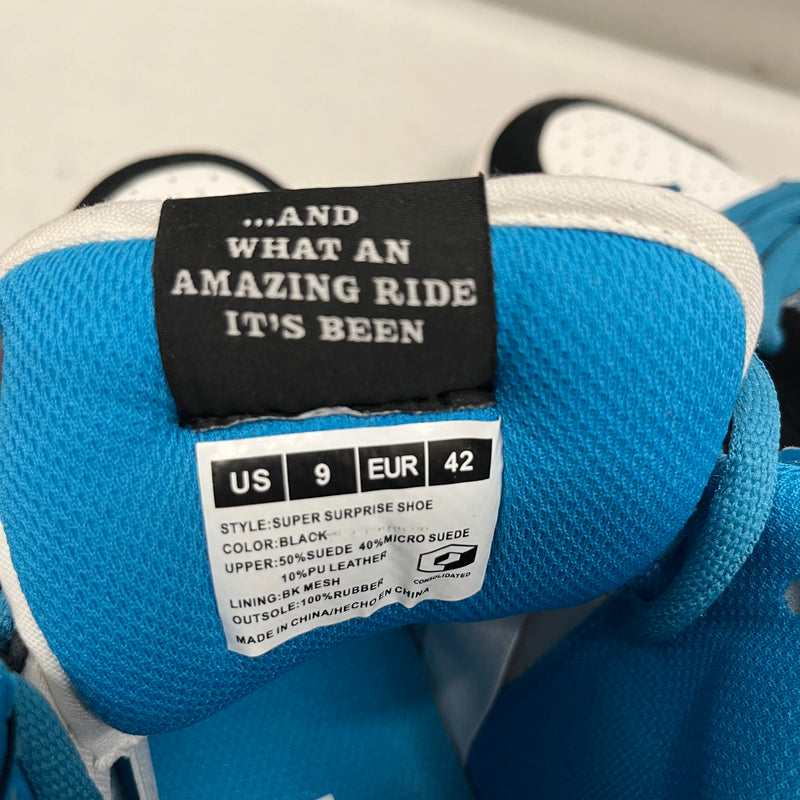 ...AND
WHAT AN
AMAZING RIDE
IT'S BEEN
US 9 EUR 42
STYLE:SUPER SURPRISE SHOE
COLOR:BLACK
UPPER:50%SUEDE 40%MICRO SUEDE
10%PU LEATHER
LINING:BK MESH
OUTSOLE:100%RUBBER
MADE IN CHINA/HECHO EN CHINA
CONSOLIDATED